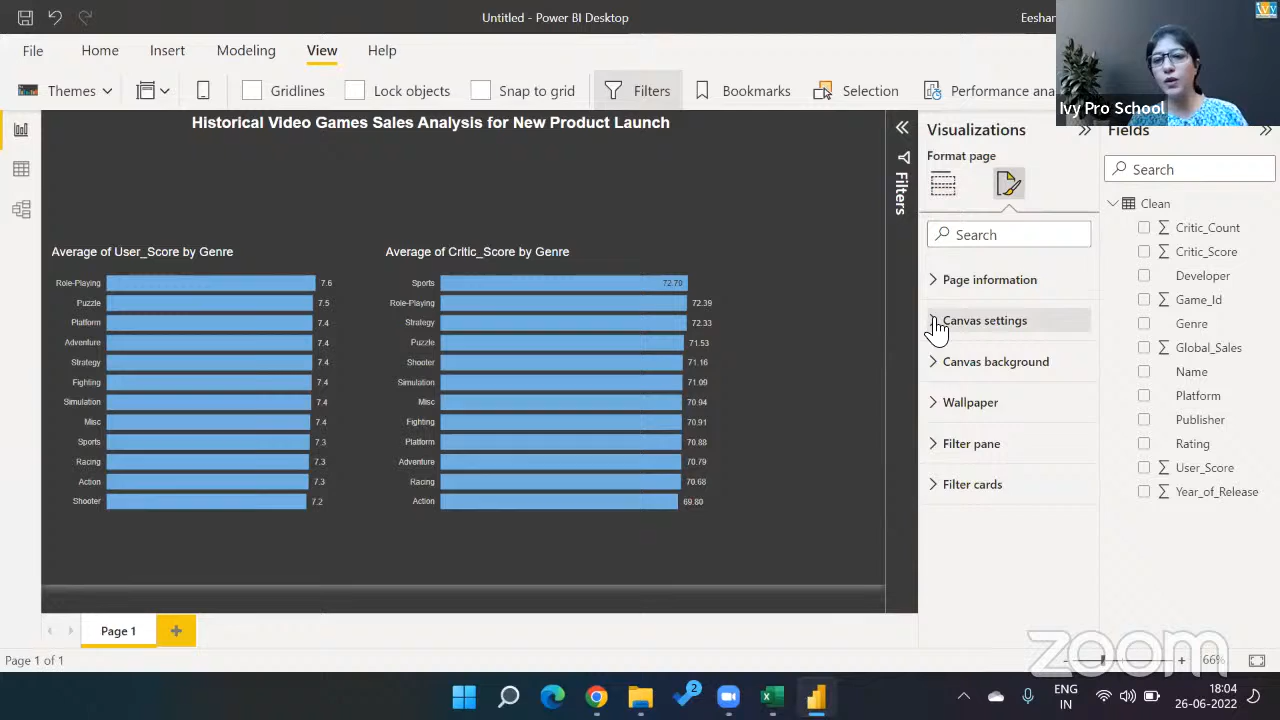 Untitled - Power BI Desktop
Eeshan
Ivy Pro School
File
Home
Insert
Modeling
View
Help
Themes
Gridlines
Lock objects
Snap to grid
Filters
Bookmarks
Selection
Performance ana
Historical Video Games Sales Analysis for New Product Launch
Average of User_Score by Genre
Role-Playing 7.6
Puzzle 7.5
Platform 7.4
Adventure 7.4
Strategy 7.4
Fighting 7.4
Simulation 7.4
Misc 7.4
Sports 7.3
Racing 7.3
Action 7.3
Shooter 7.2
Average of Critic_Score by Genre
Sports 72.70
Role-Playing 72.39
Strategy 72.33
Puzzle 71.53
Shooter 71.16
Simulation 71.09
Misc 70.94
Fighting 70.91
Platform 70.88
Adventure 70.79
Racing 70.68
Action 69.80
Filters
Visualizations
Format page
Search
Page information
Canvas settings
Canvas background
Wallpaper
Filter pane
Filter cards
Fields
Search
Clean
Critic_Count
Critic_Score
Developer
Game_Id
Genre
Global_Sales
Name
Platform
Publisher
Rating
User_Score
Year_of_Release
Page 1
Page 1 of 1
zoom
66%
2
ENG
IN
18:04
26-06-2022